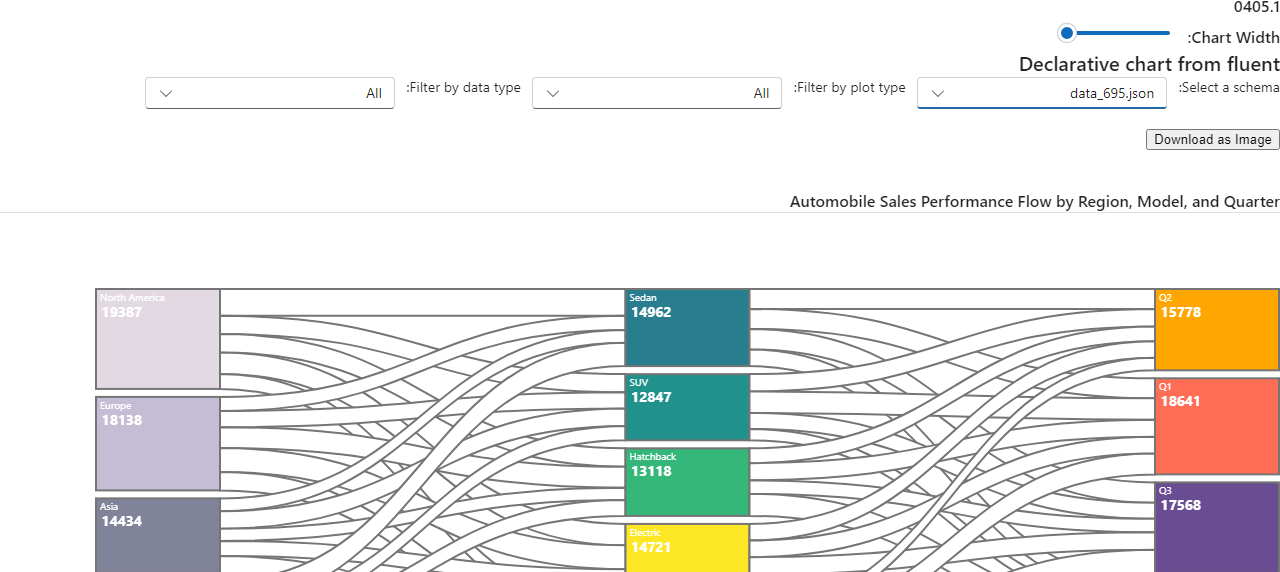 0405.1
:Chart Width
Declarative chart from fluent
:Select a schema
data_695.json
:Filter by plot type
All
:Filter by data type
All
Download as Image
Automobile Sales Performance Flow by Region, Model, and Quarter
North America
19387
Europe
18138
Asia
14434
Sedan
14962
SUV
12847
Hatchback
13118
Electric
14721
Q2
15778
Q1
18641
Q3
17568